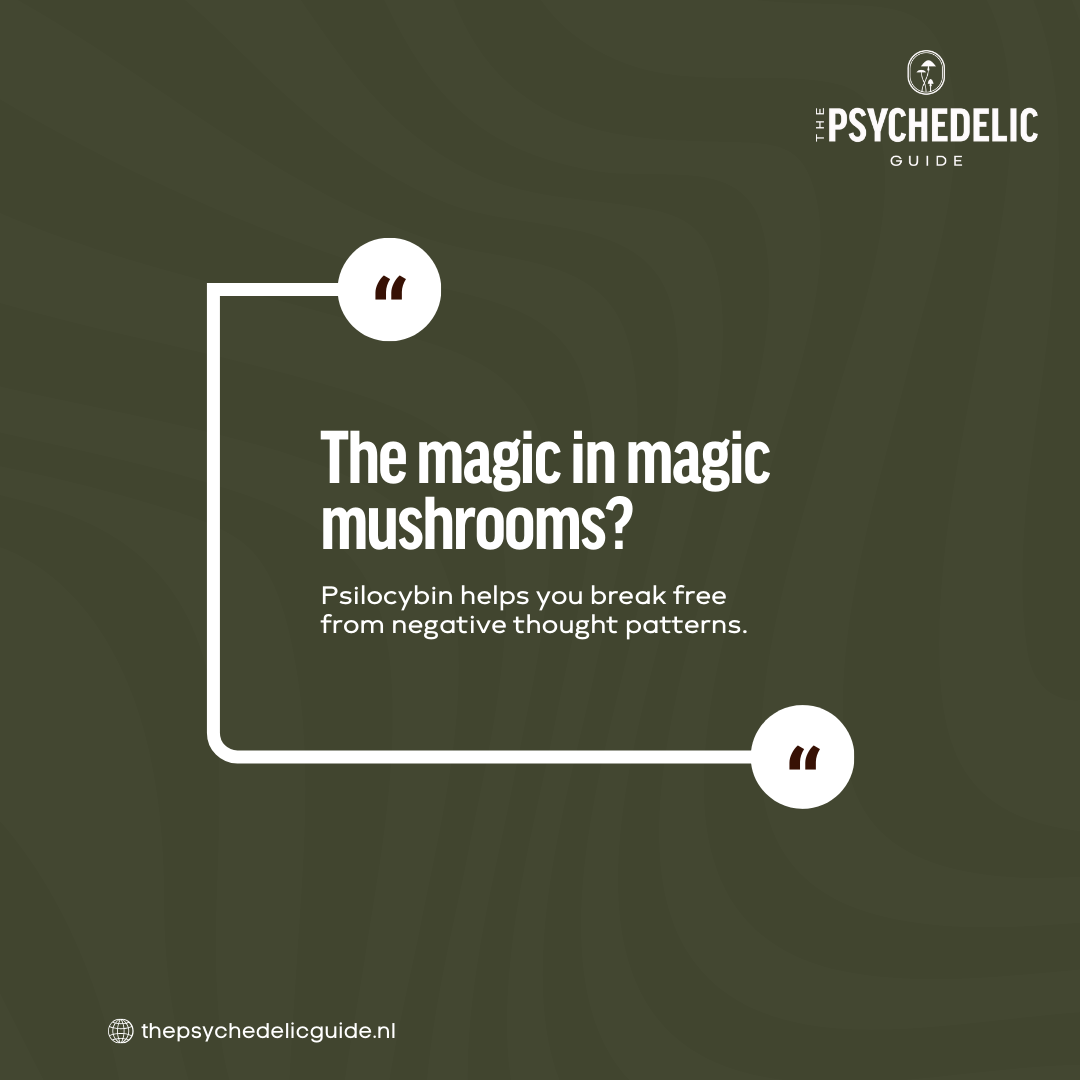 THE PSYCHEDELIC
GUIDE
“
The magic in magic
mushrooms?
Psilocybin helps you break free
from negative thought patterns.
“
thepsychedelicguide.nl